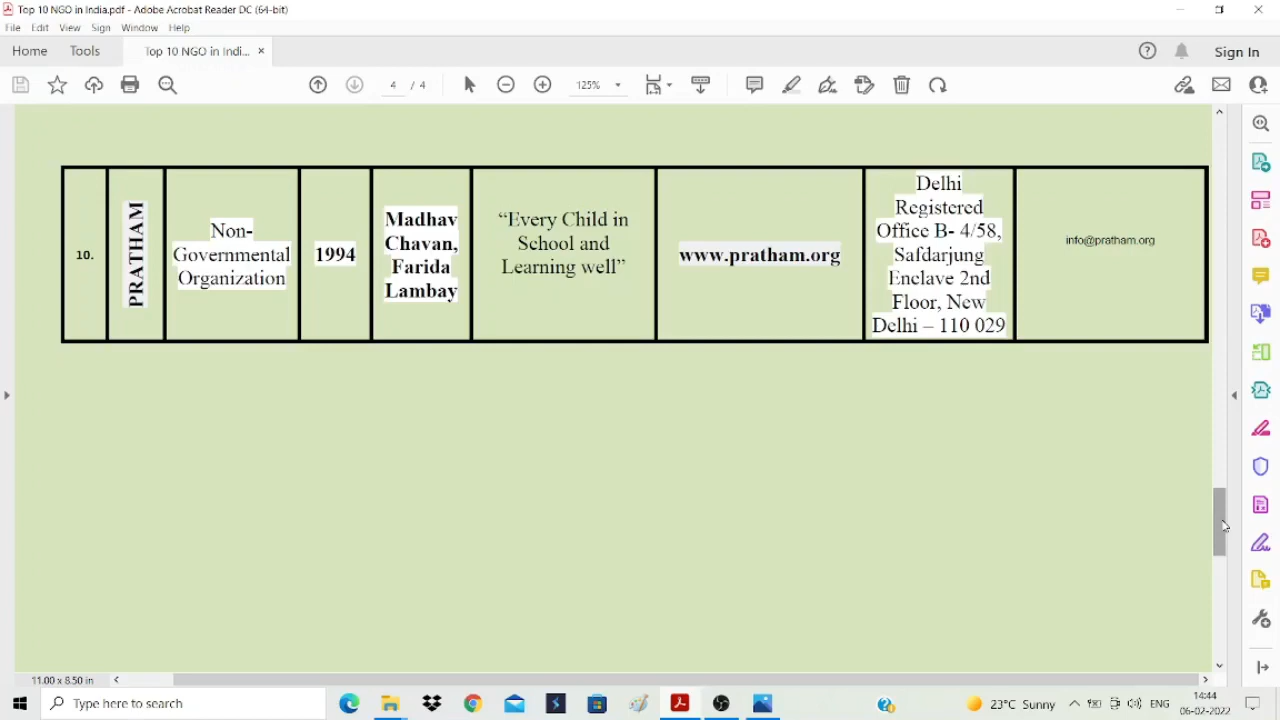 Top 10 NGO in India.pdf - Adobe Acrobat Reader DC (64-bit)
File Edit View Sign Window Help
Home Tools Top 10 NGO in Indi... × Sign In
4 / 4 125%
10.
PRATHAM
Non-
Governmental
Organization
1994
Madhav
Chavan,
Farida
Lambay
“Every Child in
School and
Learning well”
www.pratham.org
Delhi
Registered
Office B- 4/58,
Safdarjung
Enclave 2nd
Floor, New
Delhi – 110 029
info@pratham.org
11.00 x 8.50 in
Type here to search
23°C Sunny
ENG
14:44
06-02-2022